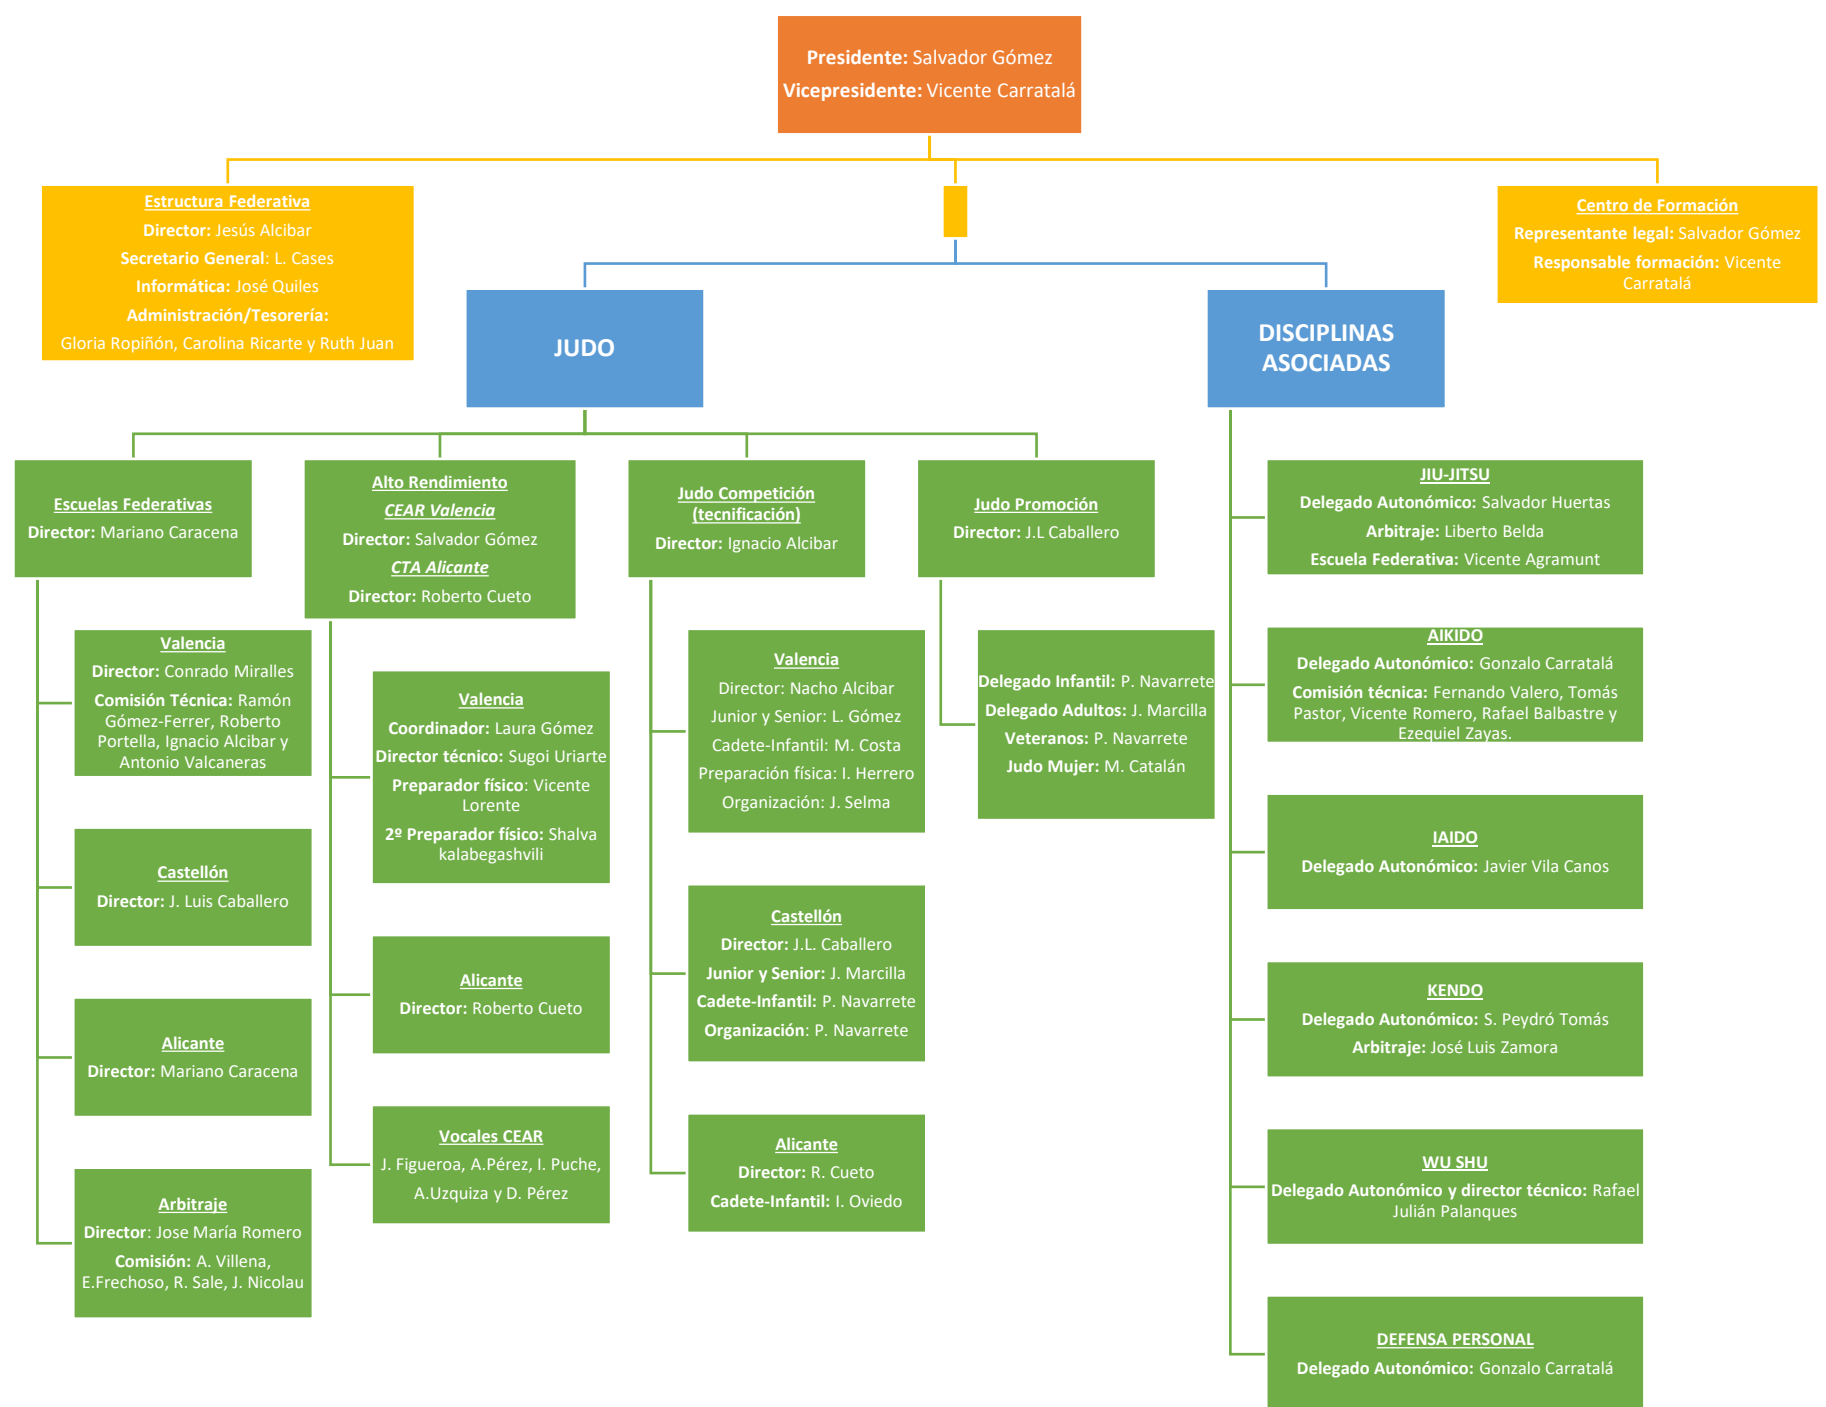 Presidente: Salvador Gómez
Vicepresidente: Vicente Carratalá
Estructura Federativa
Director: Jesús Alcibar
Secretario General: L. Cases
Informática: José Quiles
Administración/Tesorería:
Gloria Ropiñón, Carolina Ricarte y Ruth Juan
Centro de Formación
Representante legal: Salvador Gómez
Responsable formación: Vicente
Carratalá
JUDO
DISCIPLINAS
ASOCIADAS
Escuelas Federativas
Director: Mariano Caracena
Valencia
Director: Conrado Miralles
Comisión Técnica: Ramón
Gómez-Ferrer, Roberto
Portella, Ignacio Alcibar y
Antonio Valcaneras
Castellón
Director: J. Luis Caballero
Alicante
Director: Mariano Caracena
Arbitraje
Director: Jose María Romero
Comisión: A. Villena,
E.Frechoso, R. Sale, J. Nicolau
Alto Rendimiento
CEAR Valencia
Director: Salvador Gómez
CTA Alicante
Director: Roberto Cueto
Valencia
Coordinador: Laura Gómez
Director técnico: Sugoi Uriarte
Preparador físico: Vicente
Lorente
2º Preparador físico: Shalva
kalabegashvili
Alicante
Director: Roberto Cueto
Vocales CEAR
J. Figueroa, A.Pérez, I. Puche,
A.Uzquiza y D. Pérez
Judo Competición
(tecnificación)
Director: Ignacio Alcibar
Valencia
Director: Nacho Alcibar
Junior y Senior: L. Gómez
Cadete-Infantil: M. Costa
Preparación física: I. Herrero
Organización: J. Selma
Castellón
Director: J.L. Caballero
Junior y Senior: J. Marcilla
Cadete-Infantil: P. Navarrete
Organización: P. Navarrete
Alicante
Director: R. Cueto
Cadete-Infantil: I. Oviedo
Judo Promoción
Director: J.L Caballero
Delegado Infantil: P. Navarrete
Delegado Adultos: J. Marcilla
Veteranos: P. Navarrete
Judo Mujer: M. Catalán
JIU-JITSU
Delegado Autonómico: Salvador Huertas
Arbitraje: Liberto Belda
Escuela Federativa: Vicente Agramunt
AIKIDO
Delegado Autonómico: Gonzalo Carratalá
Comisión técnica: Fernando Valero, Tomás
Pastor, Vicente Romero, Rafael Balbastre y
Ezequiel Zayas.
IAIDO
Delegado Autonómico: Javier Vila Canos
KENDO
Delegado Autonómico: S. Peydró Tomás
Arbitraje: José Luis Zamora
WU SHU
Delegado Autonómico y director técnico: Rafael
Julián Palanques
DEFENSA PERSONAL
Delegado Autonómico: Gonzalo Carratalá